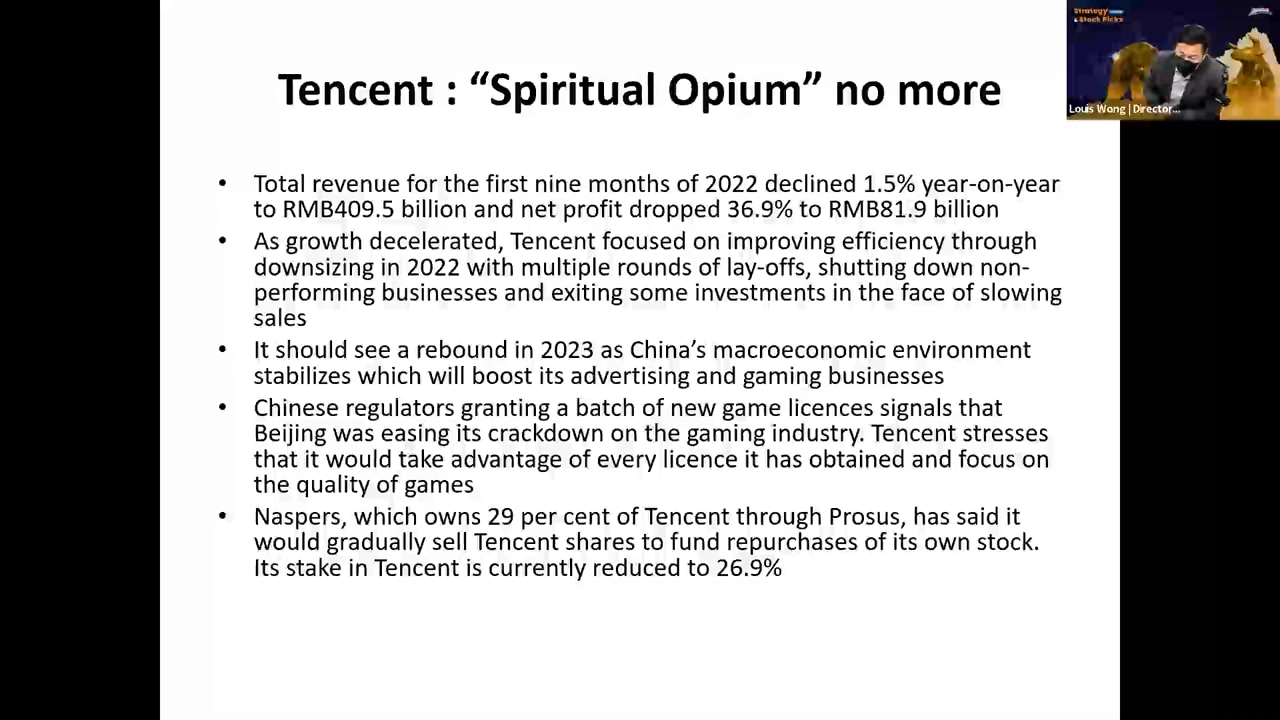 Tencent : “Spiritual Opium” no more
• Total revenue for the first nine months of 2022 declined 1.5% year-on-year
to RMB409.5 billion and net profit dropped 36.9% to RMB81.9 billion
• As growth decelerated, Tencent focused on improving efficiency through
downsizing in 2022 with multiple rounds of lay-offs, shutting down non-
performing businesses and exiting some investments in the face of slowing
sales
• It should see a rebound in 2023 as China’s macroeconomic environment
stabilizes which will boost its advertising and gaming businesses
• Chinese regulators granting a batch of new game licences signals that
Beijing was easing its crackdown on the gaming industry. Tencent stresses
that it would take advantage of every licence it has obtained and focus on
the quality of games
• Naspers, which owns 29 per cent of Tencent through Prosus, has said it
would gradually sell Tencent shares to fund repurchases of its own stock.
Its stake in Tencent is currently reduced to 26.9%
Strategy
& Stock Picks
Louis Wong | Director...